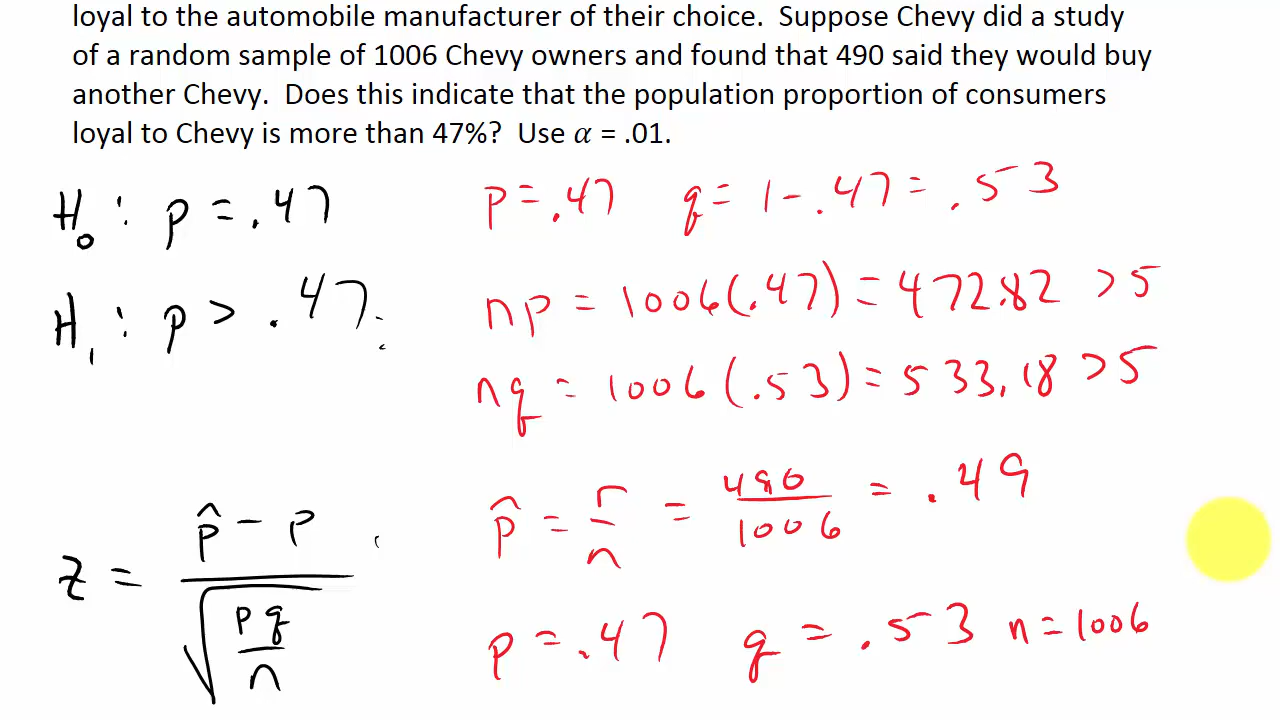 loyal to the automobile manufacturer of their choice. Suppose Chevy did a study
of a random sample of 1006 Chevy owners and found that 490 said they would buy
another Chevy. Does this indicate that the population proportion of consumers
loyal to Chevy is more than 47%? Use α = .01.
H₀ : p = .47
H₁ : p > .47
z = (p̂ - p) / √(pq/n)
p = .47 q = 1 - .47 = .53
np = 1006(.47) = 472.82 > 5
nq = 1006(.53) = 533.18 > 5
p̂ = r/n = 490/1006 = .49
p = .47 q = .53 n = 1006